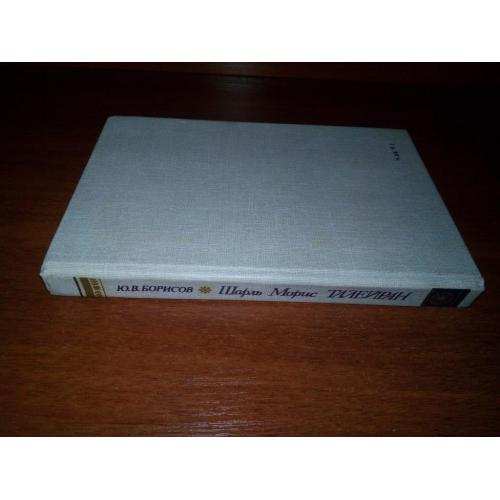 Ю.В.БОРИСОВ Шарль Морис ТАЛЕЙРАН